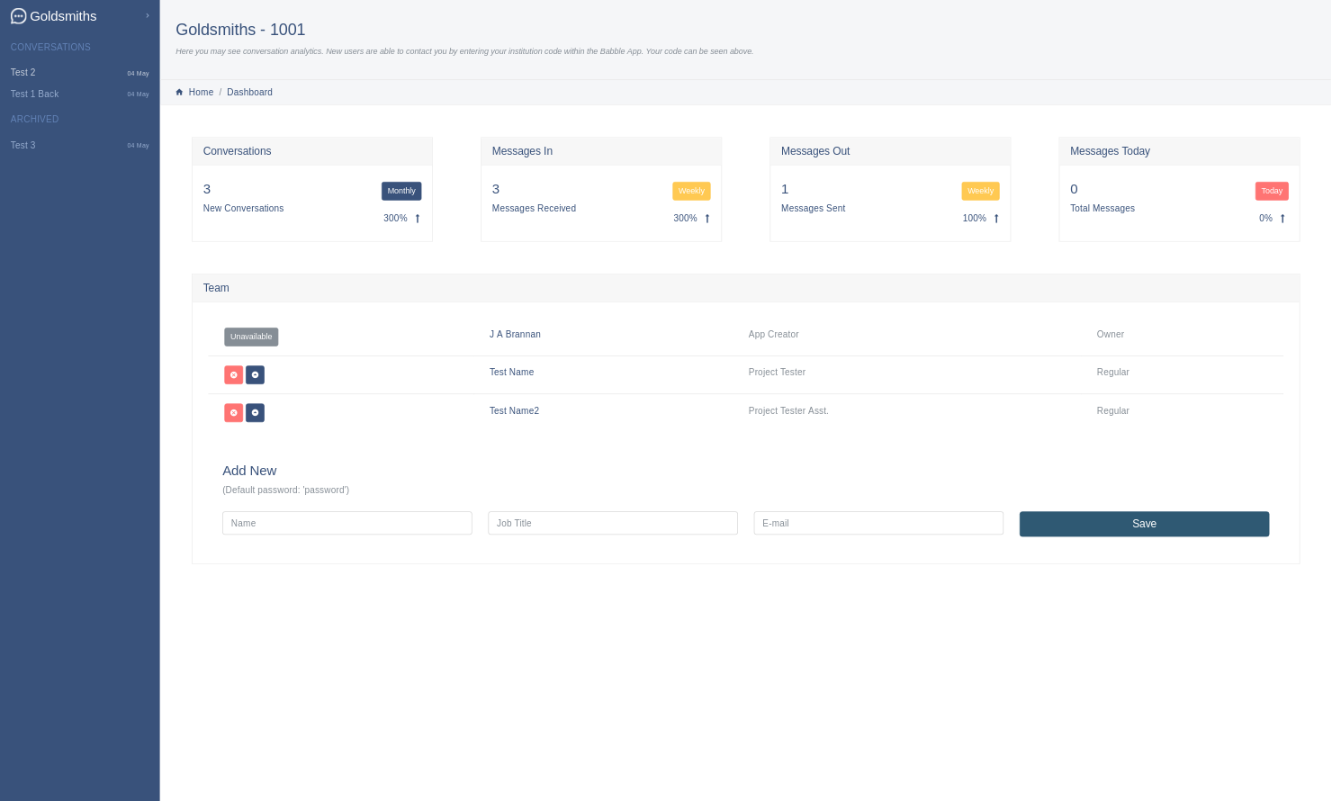 Goldsmiths
CONVERSATIONS
Test 2 04 May
Test 1 Back 04 May
ARCHIVED
Test 3 04 May
Goldsmiths - 1001
Here you may see conversation analytics. New users are able to contact you by entering your institution code within the Babble App. Your code can be seen above.
Home / Dashboard
Conversations
3
Monthly
New Conversations
300%
Messages In
3
Weekly
Messages Received
300%
Messages Out
1
Weekly
Messages Sent
100%
Messages Today
0
Today
Total Messages
0%
Team
Unavailable J A Brannan App Creator Owner
Test Name Project Tester Regular
Test Name2 Project Tester Asst. Regular
Add New
(Default password: 'password')
Name Job Title E-mail Save